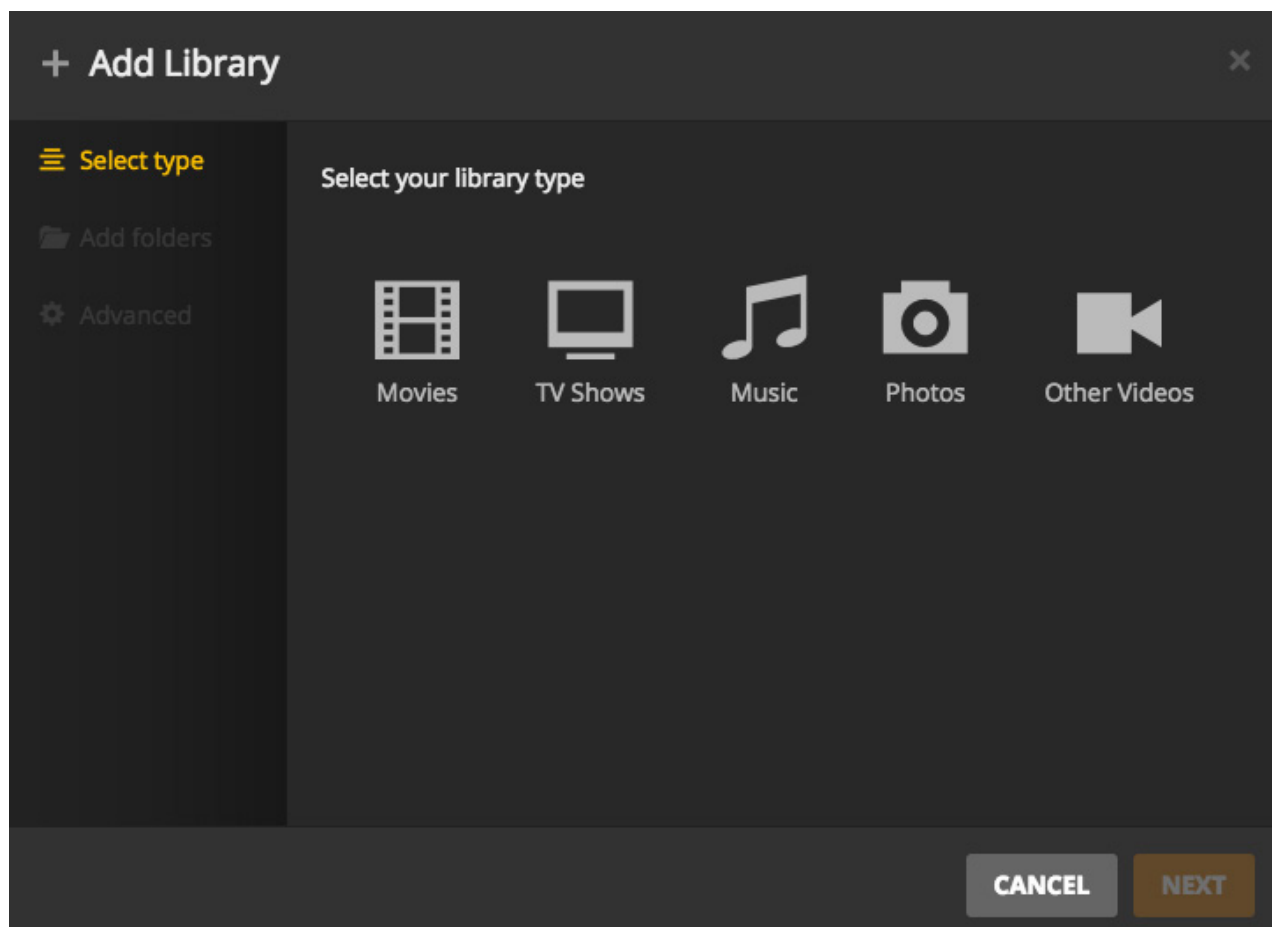 + Add Library
Select type
Add folders
Advanced
Select your library type
Movies TV Shows Music Photos Other Videos
CANCEL NEXT